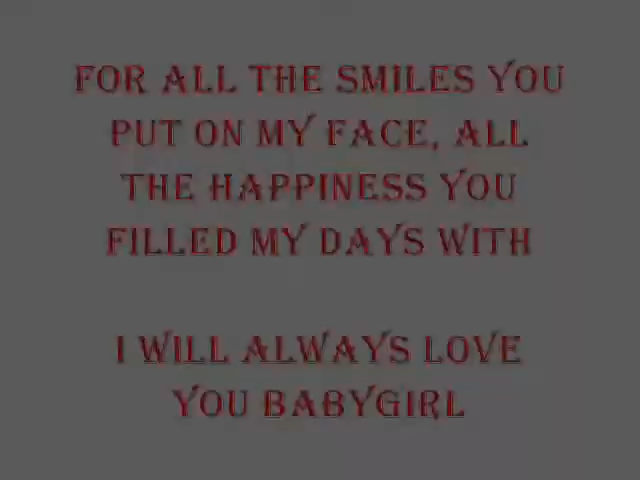 FOR ALL THE SMILES YOU
PUT ON MY FACE, ALL
THE HAPPINESS YOU
FILLED MY DAYS WITH
I WILL ALWAYS LOVE
YOU BABYGIRL